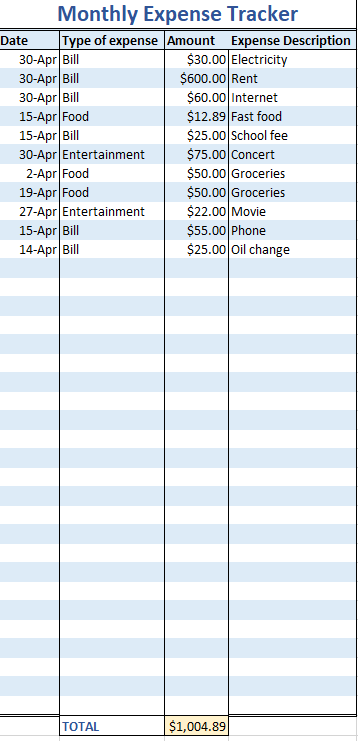 Monthly Expense Tracker
Date Type of expense Amount Expense Description
30-Apr Bill $30.00 Electricity
30-Apr Bill $600.00 Rent
30-Apr Bill $60.00 Internet
15-Apr Food $12.89 Fast food
15-Apr Bill $25.00 School fee
30-Apr Entertainment $75.00 Concert
2-Apr Food $50.00 Groceries
19-Apr Food $50.00 Groceries
27-Apr Entertainment $22.00 Movie
15-Apr Bill $55.00 Phone
14-Apr Bill $25.00 Oil change
TOTAL $1,004.89